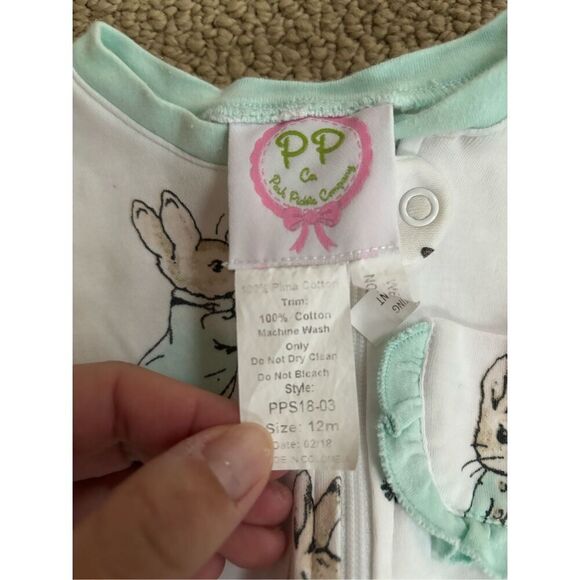 PP
Co
Posh Pickle Company
100% Pima Cotton
Trim:
100% Cotton
Machine Wash
Only
Do Not Dry Clean
Do Not Bleach
Style:
PPS18-03
Size: 12m
Date: 02/18